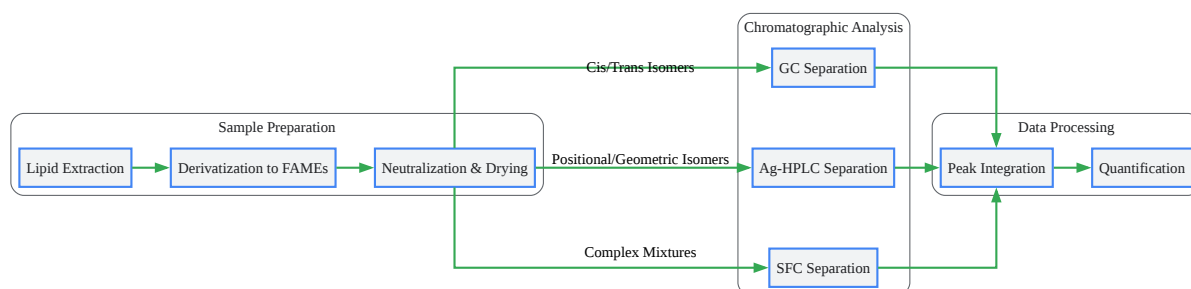 Chromatographic Analysis
Cis/Trans Isomers
GC Separation
Sample Preparation
Data Processing
Lipid Extraction
Derivatization to FAMEs
Neutralization & Drying
Positional/Geometric Isomers
Ag-HPLC Separation
Peak Integration
Quantification
Complex Mixtures
SFC Separation